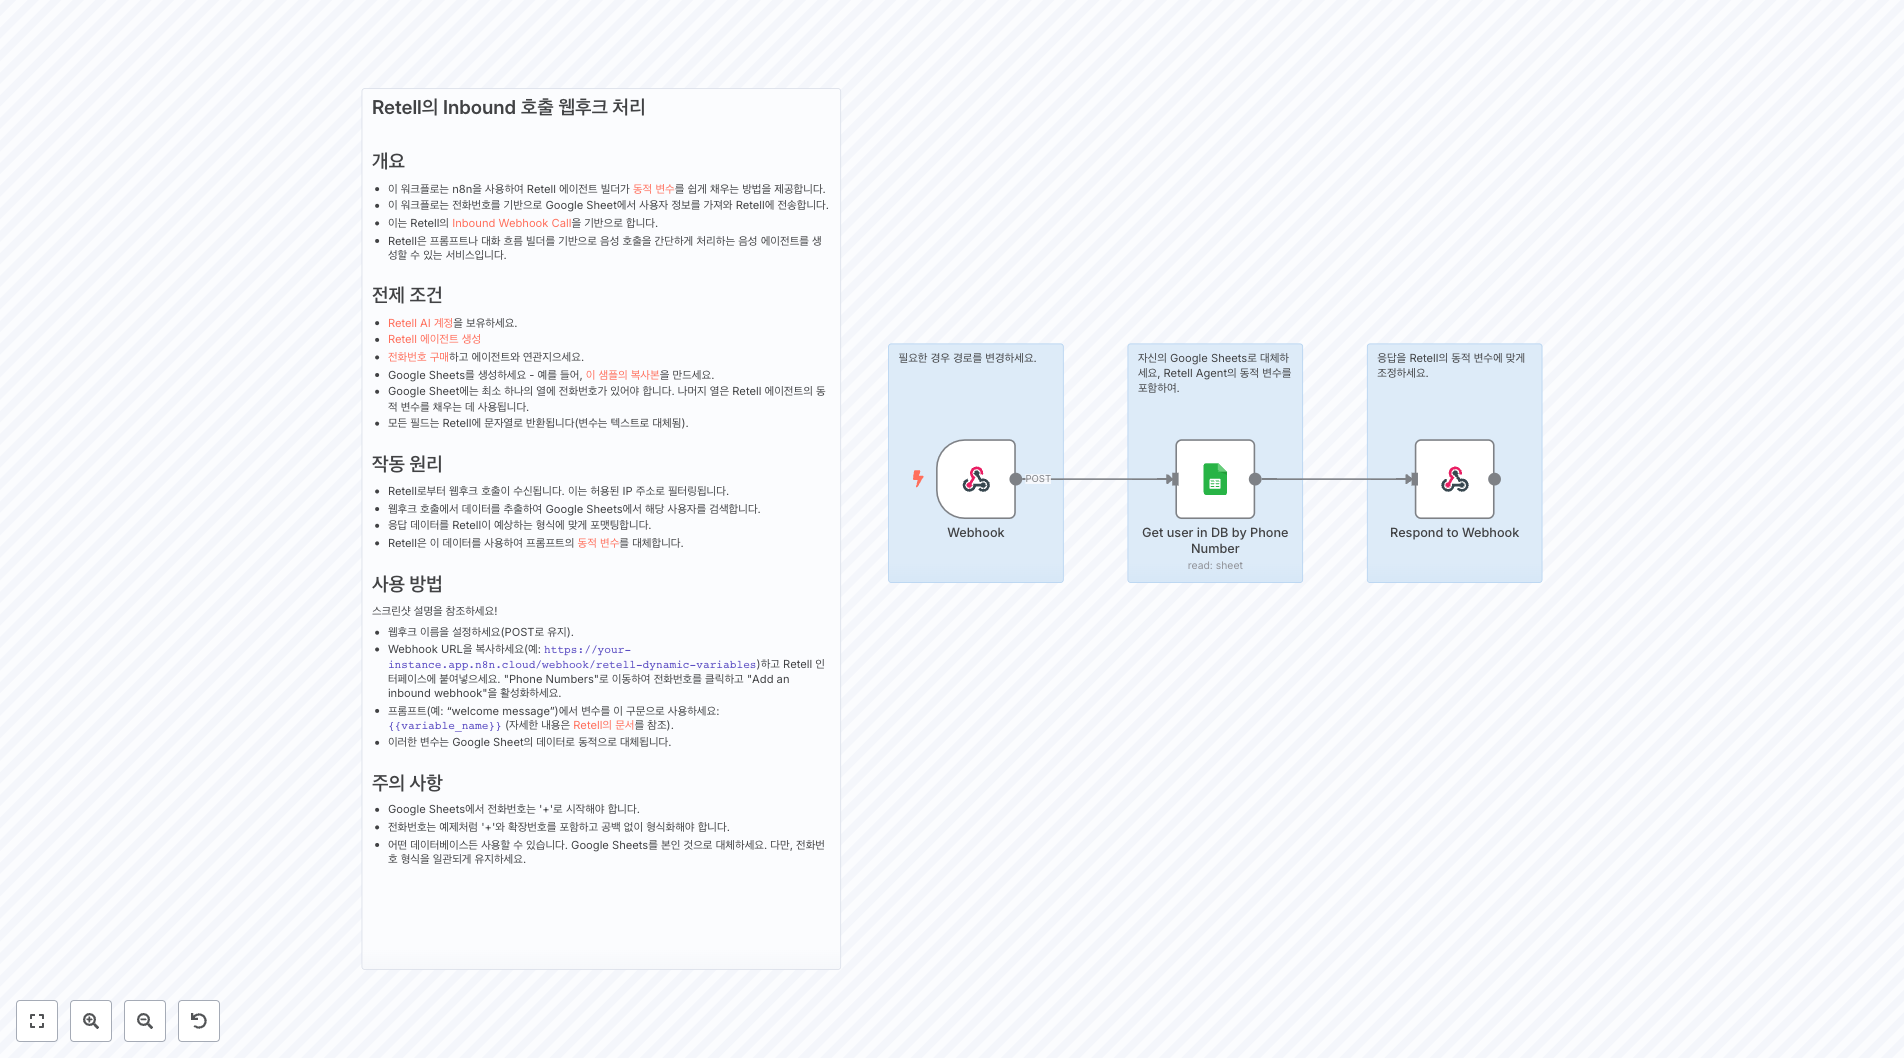 Retell의 Inbound 호출 웹후크 처리
개요
이 워크플로는 n8n을 사용하여 Retell 에이전트 빌더가 동적 변수를 쉽게 채우는 방법을 제공합니다.
이 워크플로는 전화번호를 기반으로 Google Sheet에서 사용자 정보를 가져와 Retell에 전송합니다.
이는 Retell의 Inbound Webhook Call을 기반으로 합니다.
Retell은 프롬프트나 대화 흐름 빌더를 기반으로 음성 호출을 간단하게 처리하는 음성 에이전트를 생
성할 수 있는 서비스입니다.
전제 조건
Retell AI 계정을 보유하세요.
Retell 에이전트 생성
전화번호 구매하고 에이전트와 연관지으세요.
Google Sheets를 생성하세요 - 예를 들어, 이 샘플의 복사본을 만드세요.
Google Sheet에는 최소 하나의 열에 전화번호가 있어야 합니다. 나머지 열은 Retell 에이전트의 동
적 변수를 채우는 데 사용됩니다.
모든 필드는 Retell에 문자열로 반환됩니다(변수는 텍스트로 대체됨).
작동 원리
Retell로부터 웹후크 호출이 수신됩니다. 이는 허용된 IP 주소로 필터링됩니다.
웹후크 호출에서 데이터를 추출하여 Google Sheets에서 해당 사용자를 검색합니다.
응답 데이터를 Retell이 예상하는 형식에 맞게 포맷팅합니다.
Retell은 이 데이터를 사용하여 프롬프트의 동적 변수를 대체합니다.
사용 방법
스크린샷 설명을 참조하세요!
웹후크 이름을 설정하세요(POST로 유지).
Webhook URL을 복사하세요(예: https://your-
instance.app.n8n.cloud/webhook/retell-dynamic-variables)하고 Retell 인
터페이스에 붙여넣으세요. "Phone Numbers"로 이동하여 전화번호를 클릭하고 "Add an
inbound webhook"을 활성화하세요.
프롬프트(예: “welcome message”)에서 변수를 이 구문으로 사용하세요:
{{variable_name}} (자세한 내용은 Retell의 문서를 참조).
이러한 변수는 Google Sheet의 데이터로 동적으로 대체됩니다.
주의 사항
Google Sheets에서 전화번호는 '+'로 시작해야 합니다.
전화번호는 예제처럼 '+'와 확장번호를 포함하고 공백 없이 형식화해야 합니다.
어떤 데이터베이스든 사용할 수 있습니다. Google Sheets를 본인 것으로 대체하세요. 다만, 전화번
호 형식을 일관되게 유지하세요.
필요한 경우 경로를 변경하세요.
POST
Webhook
자신의 Google Sheets로 대체하
세요, Retell Agent의 동적 변수를
포함하여.
Get user in DB by Phone
Number
read: sheet
응답을 Retell의 동적 변수에 맞게
조정하세요.
Respond to Webhook